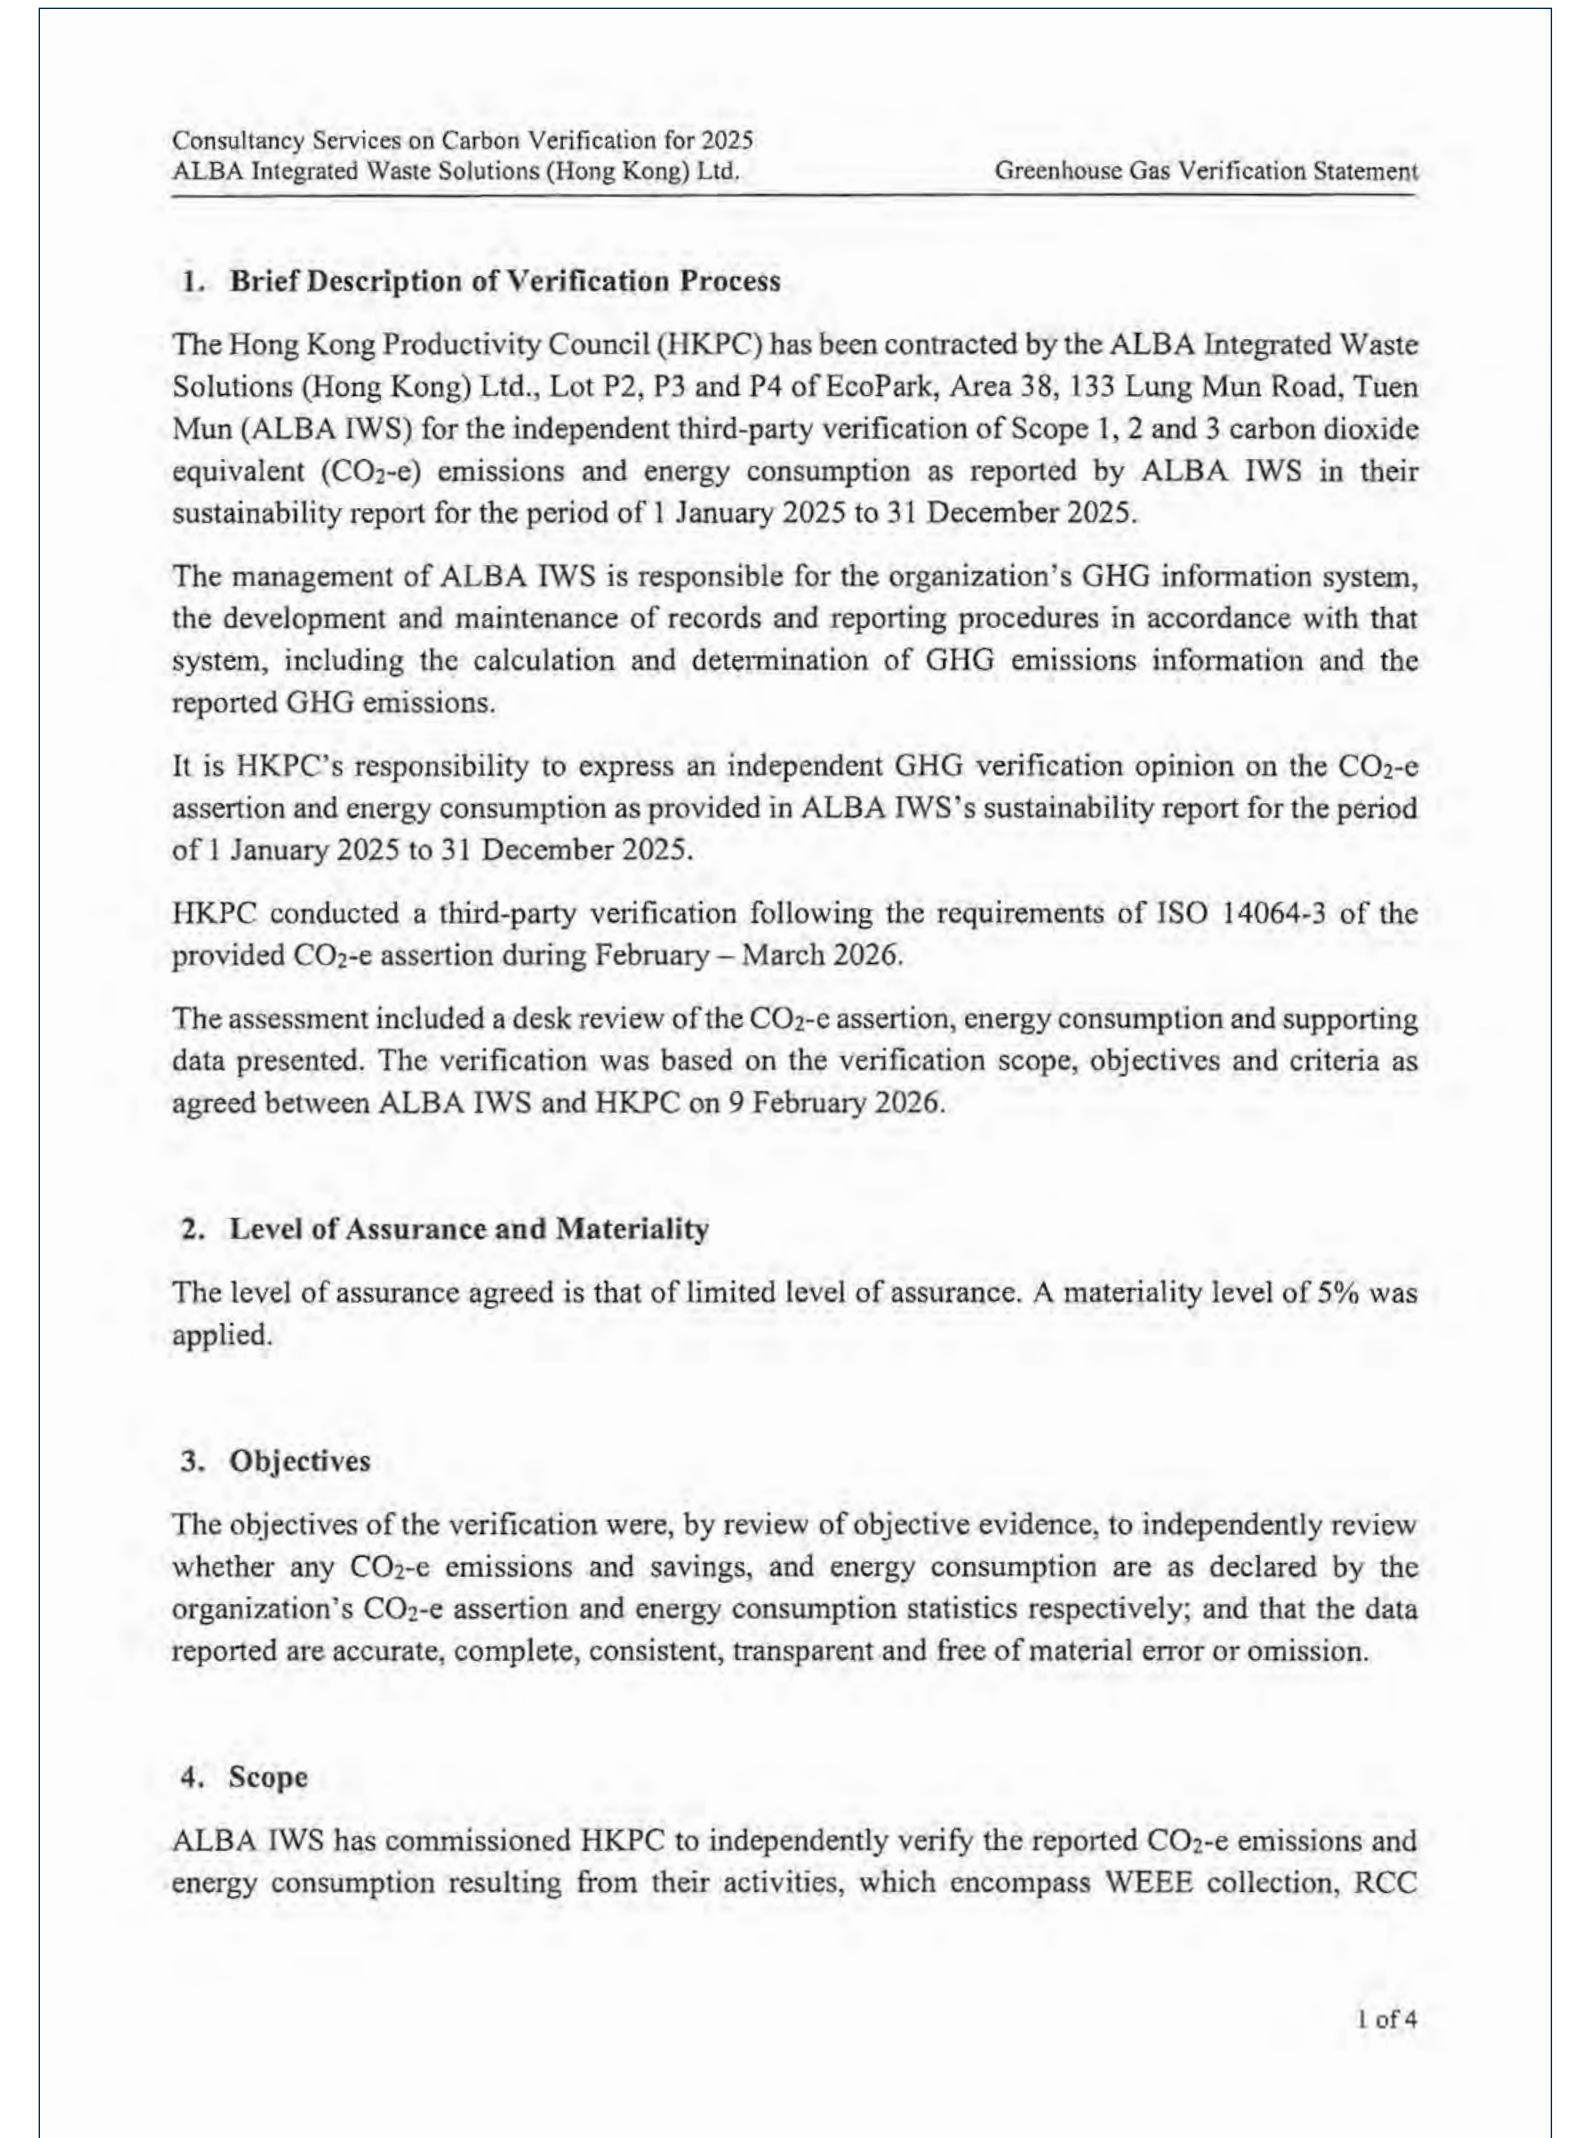 Consultancy Services on Carbon Verification for 2025
ALBA Integrated Waste Solutions (Hong Kong) Ltd. Greenhouse Gas Verification Statement
1. Brief Description of Verification Process
The Hong Kong Productivity Council (HKPC) has been contracted by the ALBA Integrated Waste
Solutions (Hong Kong) Ltd., Lot P2, P3 and P4 of EcoPark, Area 38, 133 Lung Mun Road, Tuen
Mun (ALBA IWS) for the independent third-party verification of Scope 1, 2 and 3 carbon dioxide
equivalent (CO2-e) emissions and energy consumption as reported by ALBA IWS in their
sustainability report for the period of 1 January 2025 to 31 December 2025.
The management of ALBA IWS is responsible for the organization's GHG information system,
the development and maintenance of records and reporting procedures in accordance with that
system, including the calculation and determination of GHG emissions information and the
reported GHG emissions.
It is HKPC's responsibility to express an independent GHG verification opinion on the CO2-e
assertion and energy consumption as provided in ALBA IWS's sustainability report for the period
of 1 January 2025 to 31 December 2025.
HKPC conducted a third-party verification following the requirements of ISO 14064-3 of the
provided CO2-e assertion during February – March 2026.
The assessment included a desk review of the CO2-e assertion, energy consumption and supporting
data presented. The verification was based on the verification scope, objectives and criteria as
agreed between ALBA IWS and HKPC on 9 February 2026.
2. Level of Assurance and Materiality
The level of assurance agreed is that of limited level of assurance. A materiality level of 5% was
applied.
3. Objectives
The objectives of the verification were, by review of objective evidence, to independently review
whether any CO2-e emissions and savings, and energy consumption are as declared by the
organization's CO2-e assertion and energy consumption statistics respectively; and that the data
reported are accurate, complete, consistent, transparent and free of material error or omission.
4. Scope
ALBA IWS has commissioned HKPC to independently verify the reported CO2-e emissions and
energy consumption resulting from their activities, which encompass WEEE collection, RCC
1 of 4